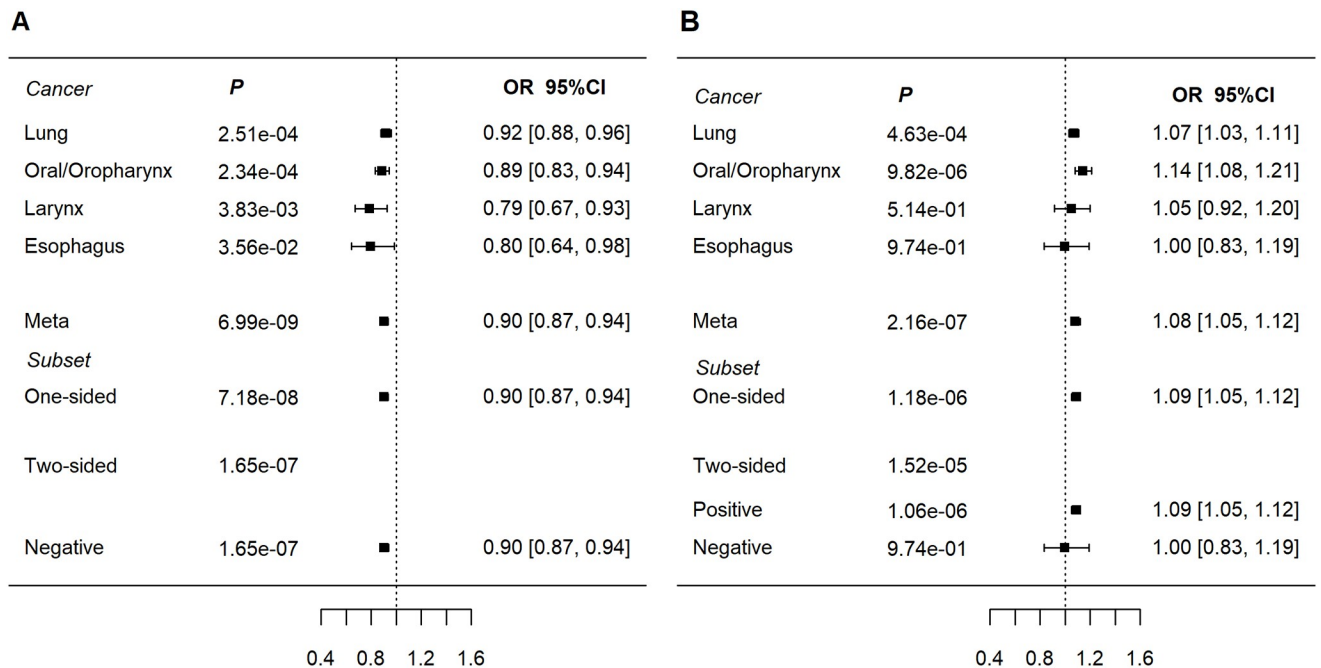 A
Cancer P OR 95%CI
Lung 2.51e-04 0.92 [0.88, 0.96]
Oral/Oropharynx 2.34e-04 0.89 [0.83, 0.94]
Larynx 3.83e-03 0.79 [0.67, 0.93]
Esophagus 3.56e-02 0.80 [0.64, 0.98]
Meta 6.99e-09 0.90 [0.87, 0.94]
Subset
One-sided 7.18e-08 0.90 [0.87, 0.94]
Two-sided 1.65e-07
Negative 1.65e-07 0.90 [0.87, 0.94]
0.4 0.8 1.2 1.6
B
Cancer P OR 95%CI
Lung 4.63e-04 1.07 [1.03, 1.11]
Oral/Oropharynx 9.82e-06 1.14 [1.08, 1.21]
Larynx 5.14e-01 1.05 [0.92, 1.20]
Esophagus 9.74e-01 1.00 [0.83, 1.19]
Meta 2.16e-07 1.08 [1.05, 1.12]
Subset
One-sided 1.18e-06 1.09 [1.05, 1.12]
Two-sided 1.52e-05
Positive 1.06e-06 1.09 [1.05, 1.12]
Negative 9.74e-01 1.00 [0.83, 1.19]
0.4 0.8 1.2 1.6